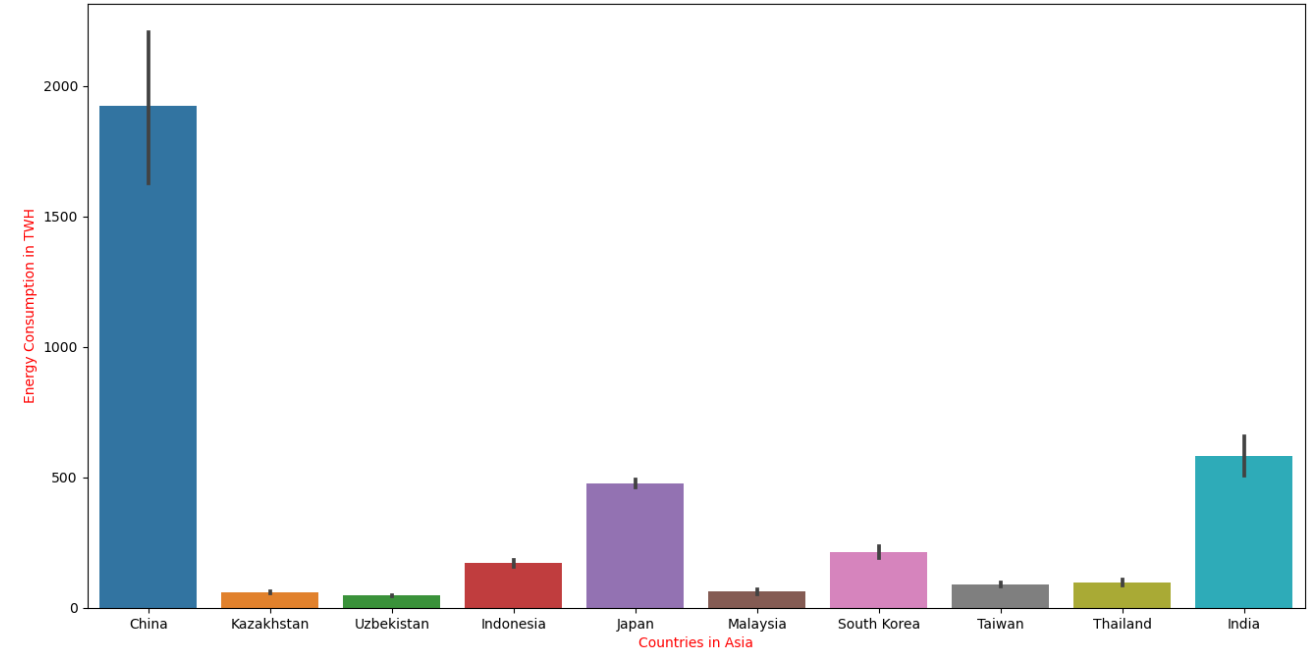 2000
1500
1000
500
0
Energy Consumption in TWH
China Kazakhstan Uzbekistan Indonesia Japan Malaysia South Korea Taiwan Thailand India
Countries in Asia